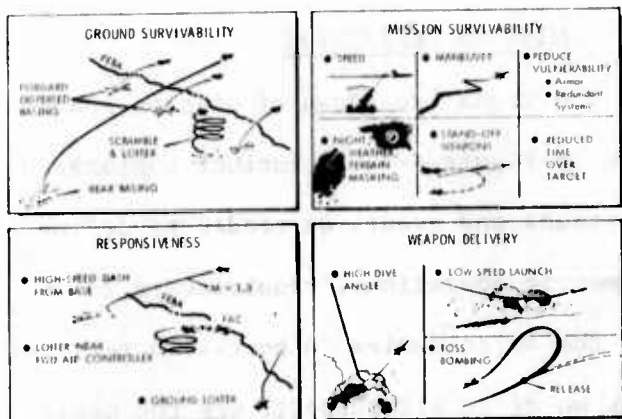 GROUND SURVIVABILITY
FEBA
FORWARD
DISPERSED
BASING
SCRAMBLE
& LOITER
REAR BASING
MISSION SURVIVABILITY
SPEED
MANEUVER
REDUCE
VULNERABILITY
Armor
Redundant
Systems
NIGHT
WEATHER
TERRAIN
MASKING
STAND-OFF
WEAPONS
REDUCED
TIME
OVER
TARGET
RESPONSIVENESS
HIGH-SPEED DASH
FROM BASE
FEBA
FAC
LOITER NEAR
FWD AIR CONTROLLER
GROUND LOITER
WEAPON DELIVERY
HIGH DIVE
ANGLE
LOW SPEED LAUNCH
TOSS
BOMBING
RELEASE